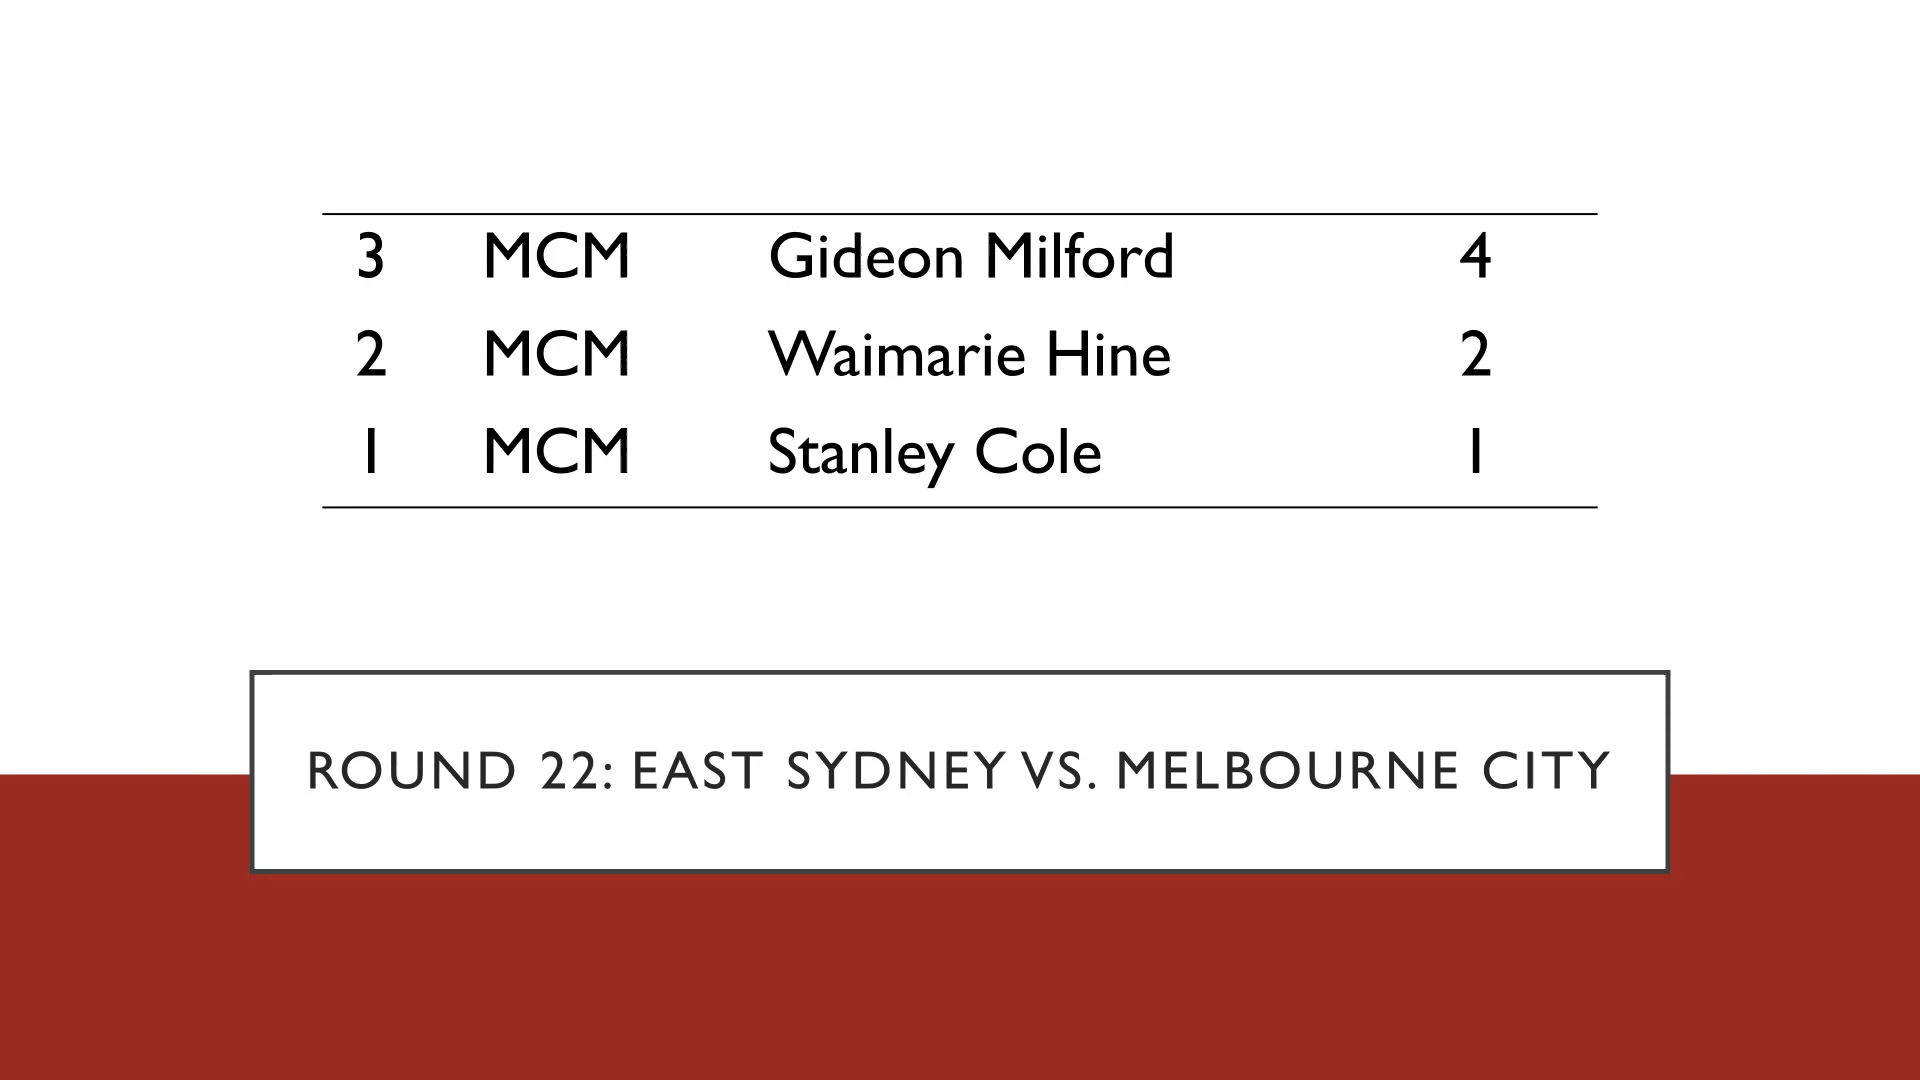 3 MCM Gideon Milford 4
2 MCM Waimarie Hine 2
1 MCM Stanley Cole 1
ROUND 22: EAST SYDNEY VS. MELBOURNE CITY